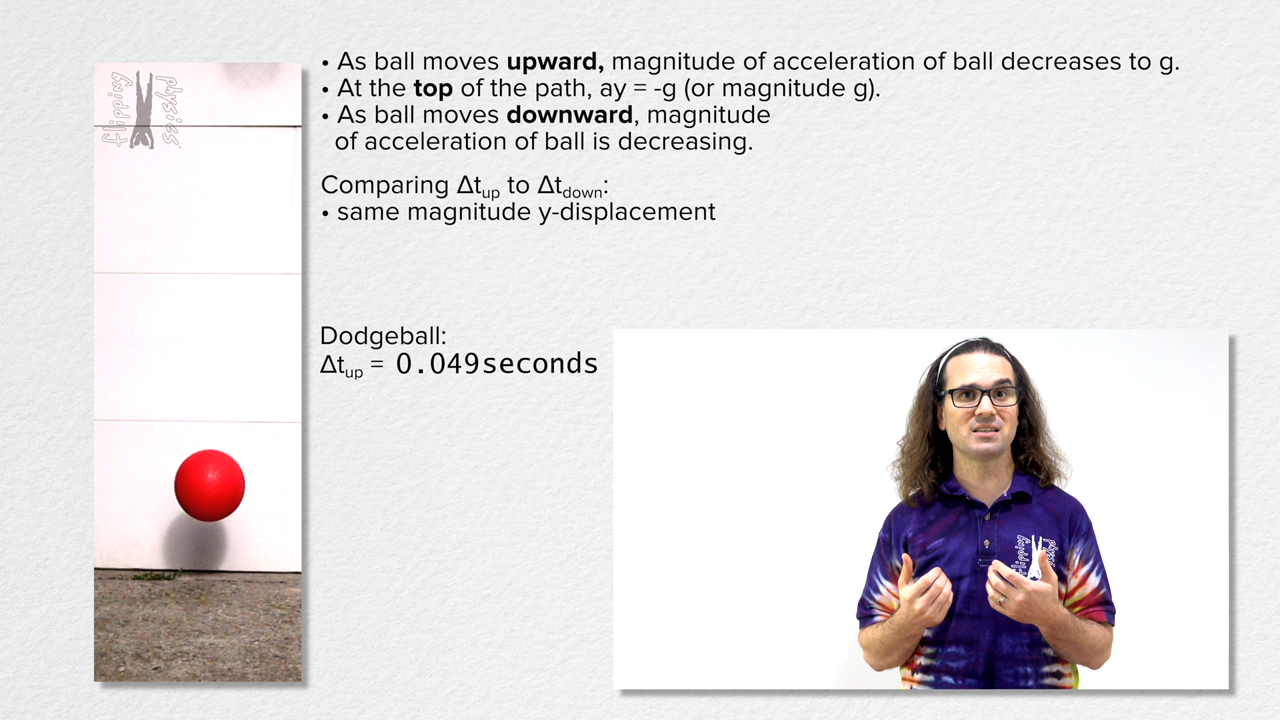 flipping physics
• As ball moves upward, magnitude of acceleration of ball decreases to g.
• At the top of the path, ay = -g (or magnitude g).
• As ball moves downward, magnitude
of acceleration of ball is decreasing.
Comparing Δtup to Δtdown:
• same magnitude y-displacement
Dodgeball:
Δtup = 0.049seconds
flipping physics